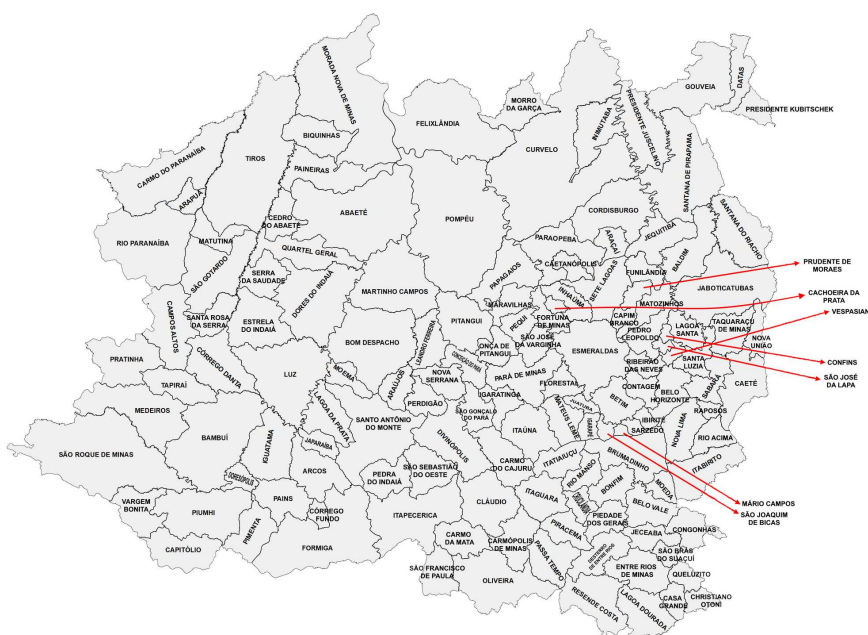 MORADA NOVA DE MINAS
GOUVEIA
DATAS
PRESIDENTE KUBITSCHEK
MORRO
DA GARÇA
FELIXLÂNDIA
INIMUTABA
PRESIDENTE JUSCELINO
CURVELO
BIQUINHAS
TIROS
CARMO DO PARANAÍBA
PAINEIRAS
SANTANA DE PIRAPAMA
ARAPUÁ
ABAETÉ
POMPÉU
CORDISBURGO
CEDRO
DO ABAETÉ
SANTANA DO RIACHO
RIO PARANAÍBA
MATUTINA
QUARTEL GERAL
PARAOPEBA
ARAÇAÍ
JEQUITIBA
SÃO GOTARDO
BALDIM
CAETANÓPOLIS
PAPAGAIOS
SERRA
DA SAUDADE
FUNILÂNDIA
PRUDENTE DE
MORAES
DORES DO INDAIÁ
MARTINHO CAMPOS
SETE LAGOAS
INHAÚMA
JABOTICATUBAS
CACHOEIRA DA
PRATA
MARAVILHAS
MATOZINHOS
VESPASIAN
CAMPOS ALTOS
SANTA ROSA
DA SERRA
ESTRELA
DO INDAIÁ
PITANGUI
PEQUI
FORTUNA
DE MINAS
CAPIM
BRANCO
PEDRO
LEOPOLDO
LAGOA
SANTA
TAQUARAÇU
DE MINAS
NOVA
UNIÃO
BOM DESPACHO
LEANDRO FERREIRA
ONÇA DE
PITANGUI
SÃO JOSÉ
DA VARGINHA
ESMERALDAS
PRATINHA
CÓRREGO DANTA
CONFINS
LUZ
MOEMA
ARAÚJOS
NOVA
SERRANA
PARÁ DE MINAS
RIBEIRÃO
DAS NEVES
SANTA
LUZIA
SÃO JOSÉ
DA LAPA
TAPIRAÍ
FLORESTAL
CONTAGEM
SABARÁ
CAETÉ
MEDEIROS
LAGOA DA PRATA
PERDIGÃO
IGARATINGA
BETIM
BELO
HORIZONTE
JUATUBA
MATEUS LEME
SÃO GONÇALO
DO PARÁ
RAPOSOS
SANTO ANTÔNIO
DO MONTE
ITAÚNA
IGARAPÉ
IBIRITÉ
SARZEDO
NOVA LIMA
RIO ACIMA
BAMBUÍ
IGUATAMA
JAPARAÍBA
DIVINÓPOLIS
SÃO ROQUE DE MINAS
ARCOS
PEDRA
DO INDAIÁ
SÃO SEBASTIÃO
DO OESTE
CARMO
DO CAJURU
ITATIAIUÇU
BRUMADINHO
ITABIRITO
RIO MANSO
BONFIM
MOEDA
VARGEM
BONITA
PIUMHI
PAINS
CÓRREGO
FUNDO
ITAPECERICA
CLÁUDIO
ITAGUARA
BELO VALE
MÁRIO CAMPOS
SÃO JOAQUIM
DE BICAS
PIEDADE
DOS GERAIS
PIMENTA
CAPITÓLIO
FORMIGA
CARMO
DA MATA
CARMÓPOLIS
DE MINAS
PIRACEMA
JECEABA
CONGONHAS
SÃO BRÁS
DO SUAÇUÍ
PASSA TEMPO
DESTERRO
DE ENTRE RIOS
SÃO FRANCISCO
DE PAULA
OLIVEIRA
ENTRE RIOS
DE MINAS
QUELUZITO
RESENDE COSTA
LAGOA DOURADA
CASA
GRANDE
CHRISTIANO
OTONI